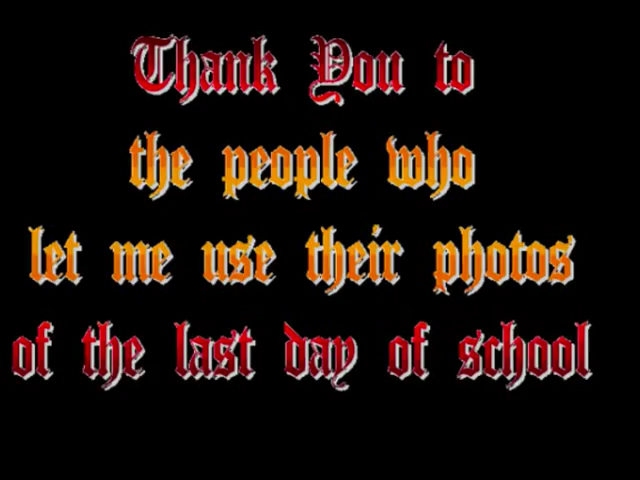 Thank You to
the people who
let me use their photos
of the last day of school